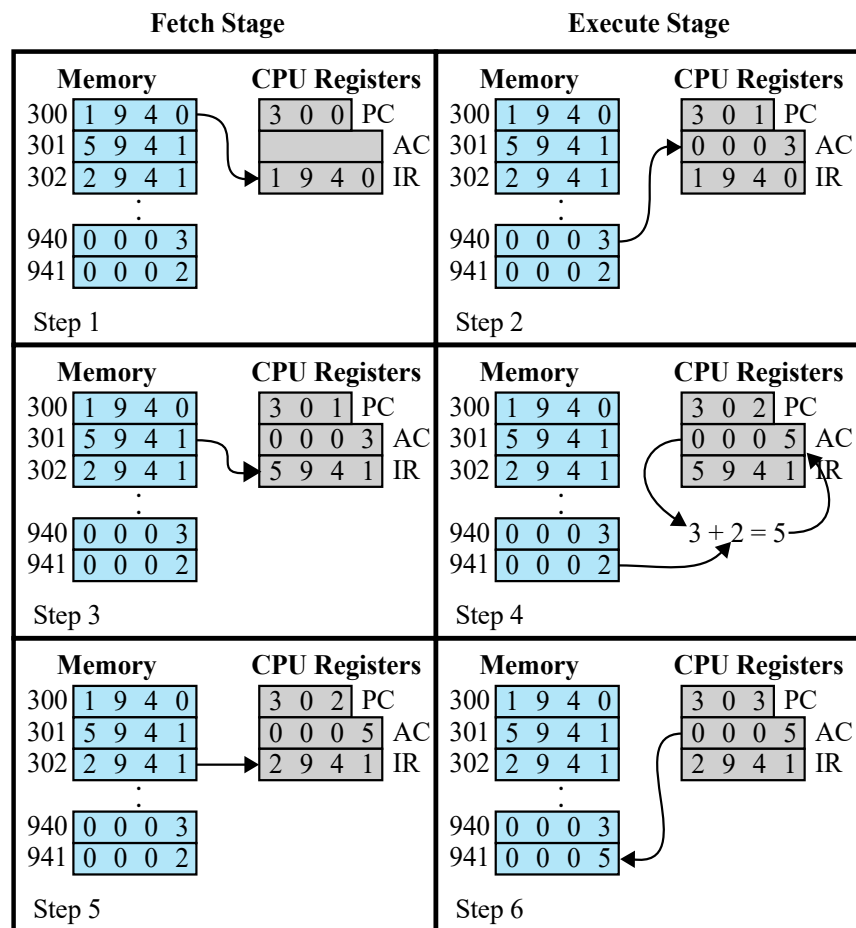 Fetch Stage Execute Stage
Memory CPU Registers
300 1 9 4 0 3 0 0 PC
301 5 9 4 1 AC
302 2 9 4 1 1 9 4 0 IR
940 0 0 0 3
941 0 0 0 2
Step 1
Memory CPU Registers
300 1 9 4 0 3 0 1 PC
301 5 9 4 1 0 0 0 3 AC
302 2 9 4 1 1 9 4 0 IR
940 0 0 0 3
941 0 0 0 2
Step 2
Memory CPU Registers
300 1 9 4 0 3 0 1 PC
301 5 9 4 1 0 0 0 3 AC
302 2 9 4 1 5 9 4 1 IR
940 0 0 0 3
941 0 0 0 2
Step 3
Memory CPU Registers
300 1 9 4 0 3 0 2 PC
301 5 9 4 1 0 0 0 5 AC
302 2 9 4 1 5 9 4 1 IR
940 0 0 0 3 3 + 2 = 5
941 0 0 0 2
Step 4
Memory CPU Registers
300 1 9 4 0 3 0 2 PC
301 5 9 4 1 0 0 0 5 AC
302 2 9 4 1 2 9 4 1 IR
940 0 0 0 3
941 0 0 0 2
Step 5
Memory CPU Registers
300 1 9 4 0 3 0 3 PC
301 5 9 4 1 0 0 0 5 AC
302 2 9 4 1 2 9 4 1 IR
940 0 0 0 3
941 0 0 0 5
Step 6